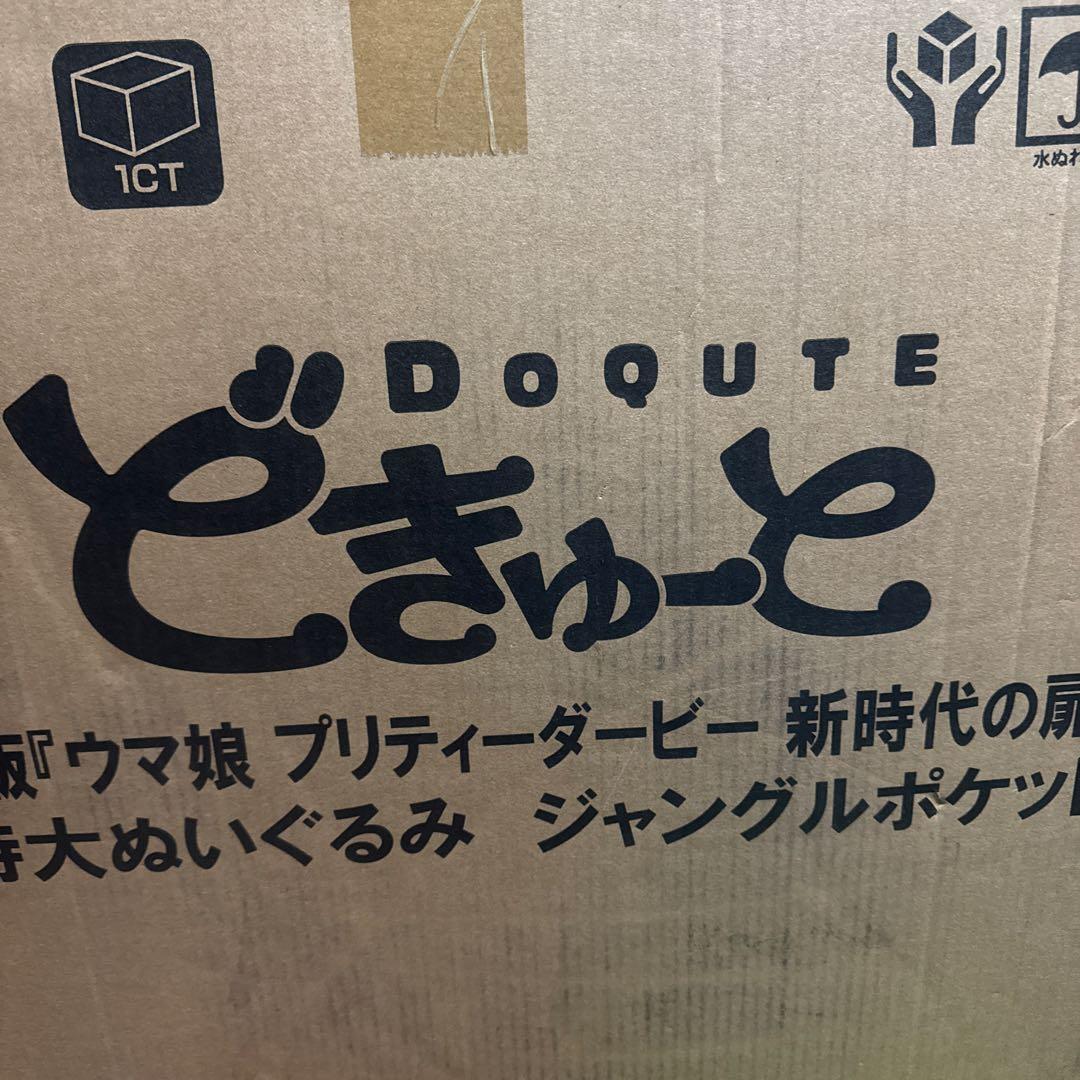 1CT
水ぬれ
DOQUTE
どきゅーと
版『ウマ娘 プリティーダービー 新時代の扉
特大ぬいぐるみ ジャングルポケット